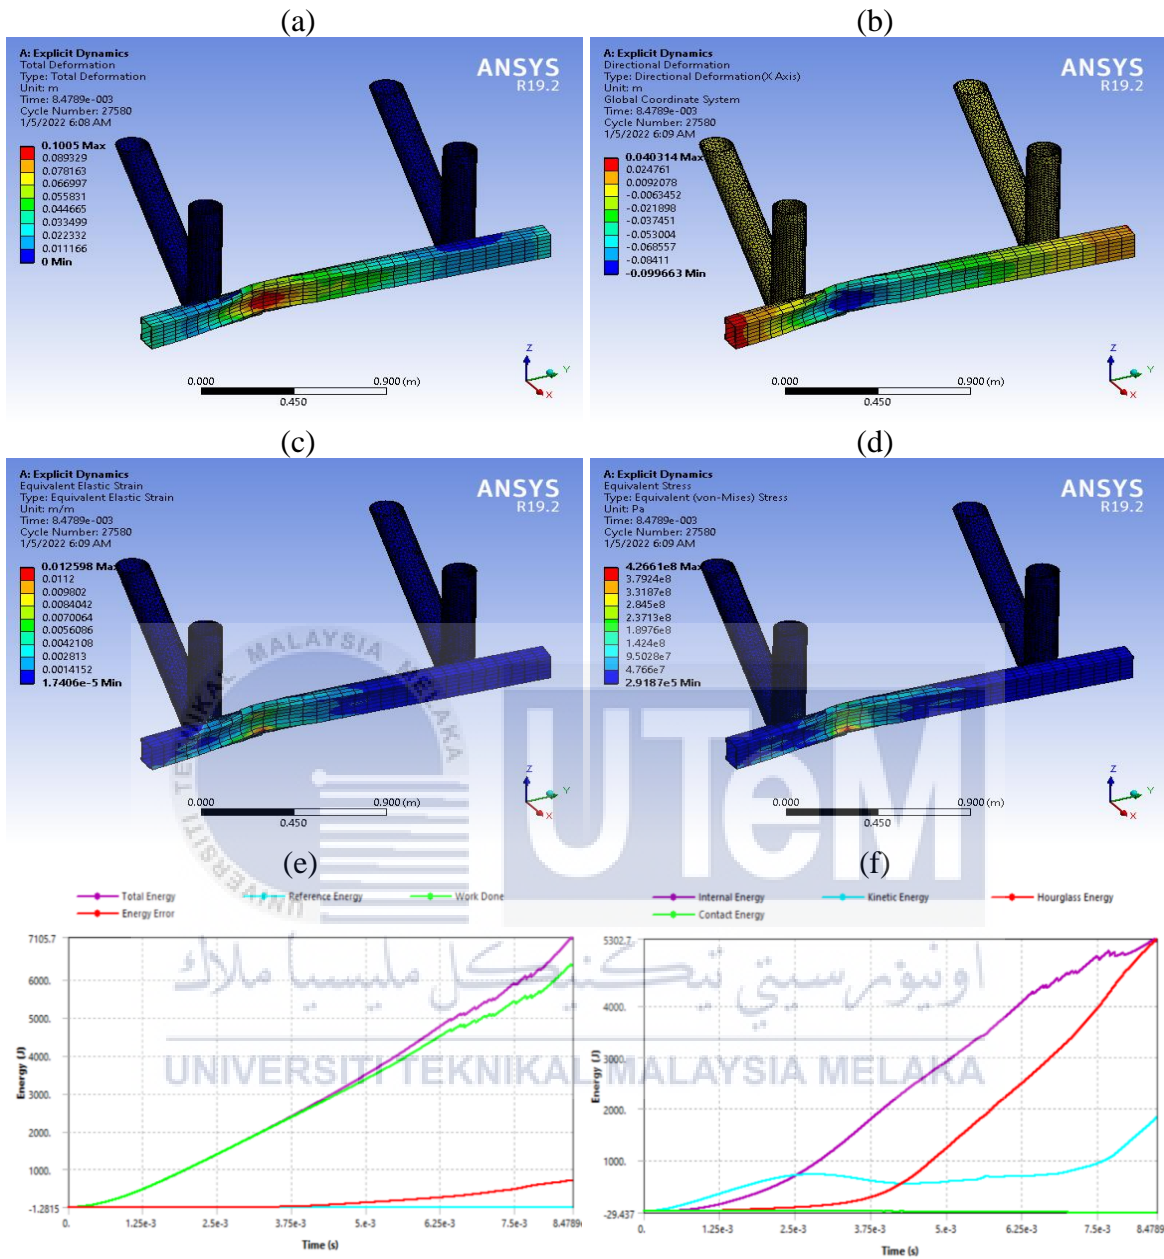 (a)
A: Explicit Dynamics
Total Deformation
Type: Total Deformation
Unit: m
Time: 8.4789e-003
Cycle Number: 27580
1/5/2022 6:08 AM
ANSYS
R19.2
0.1005 Max
0.089329
0.078163
0.066997
0.055831
0.044665
0.033499
0.022332
0.011166
0 Min
0.000
0.900 (m)
0.450
Z
Y
X
(b)
A: Explicit Dynamics
Directional Deformation
Type: Directional Deformation(X Axis)
Unit: m
Global Coordinate System
Time: 8.4789e-003
Cycle Number: 27580
1/5/2022 6:09 AM
ANSYS
R19.2
0.040314 Max
0.024761
0.0092078
-0.0063452
-0.021898
-0.037451
-0.053004
-0.068557
-0.08411
-0.099663 Min
0.000
0.900 (m)
0.450
Z
Y
X
(c)
A: Explicit Dynamics
Equivalent Elastic Strain
Type: Equivalent Elastic Strain
Unit: m/m
Time: 8.4789e-003
Cycle Number: 27580
1/5/2022 6:09 AM
ANSYS
R19.2
0.012598 Max
0.0112
0.009802
0.0084042
0.0070064
0.0056086
0.0042108
0.002813
0.0014152
1.7406e-5 Min
0.000
0.900 (m)
0.450
Z
Y
X
(d)
A: Explicit Dynamics
Equivalent Stress
Type: Equivalent (von-Mises) Stress
Unit: Pa
Time: 8.4789e-003
Cycle Number: 27580
1/5/2022 6:09 AM
ANSYS
R19.2
4.2661e8 Max
3.7924e8
3.3187e8
2.845e8
2.3713e8
1.8976e8
1.424e8
9.5028e7
4.766e7
2.9187e5 Min
0.000
0.900 (m)
0.450
Z
Y
X
UNIVERSITI TEKNIKAL MALAYSIA MELAKA
UTeM
اونيۏرسيتي تيكنيكل مليسيا ملاك
UNIVERSITI TEKNIKAL MALAYSIA MELAKA
(e)
Total Energy
Reference Energy
Work Done
Energy Error
7105.7
6000.
5000.
4000.
3000.
2000.
1000.
-1.2815
Energy (J)
0.
1.25e-3
2.5e-3
3.75e-3
5.e-3
6.25e-3
7.5e-3
8.4789e
Time (s)
(f)
Internal Energy
Kinetic Energy
Hourglass Energy
Contact Energy
5302.7
4000.
3000.
2000.
1000.
-29.437
Energy (J)
0.
1.25e-3
2.5e-3
3.75e-3
5.e-3
6.25e-3
7.5e-3
8.4789
Time (s)